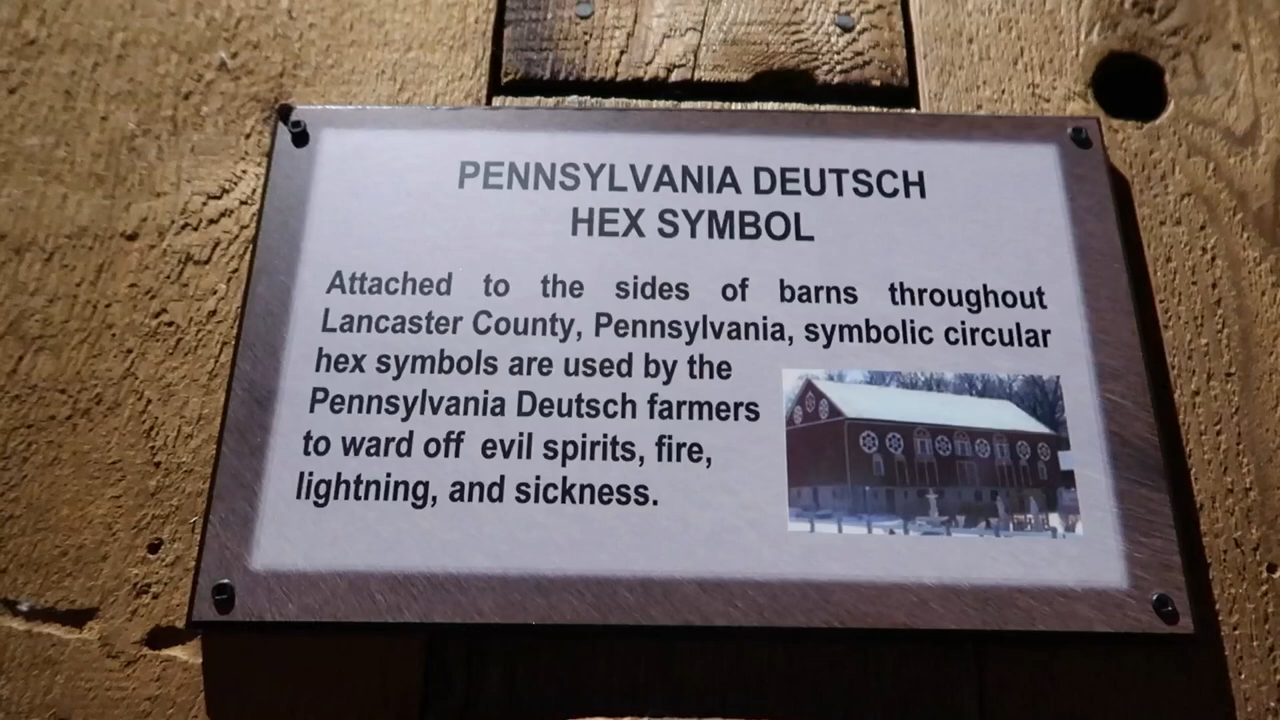 PENNSYLVANIA DEUTSCH
HEX SYMBOL
Attached to the sides of barns throughout
Lancaster County, Pennsylvania, symbolic circular
hex symbols are used by the
Pennsylvania Deutsch farmers
to ward off evil spirits, fire,
lightning, and sickness.